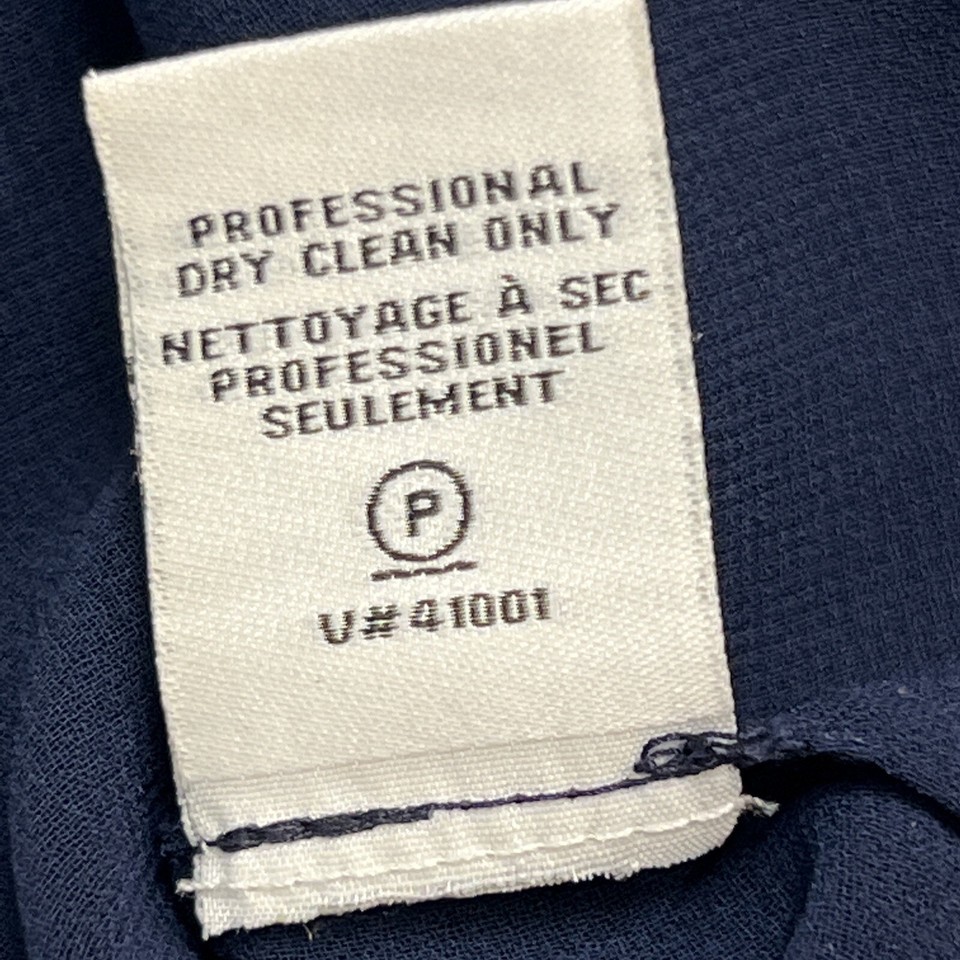 PROFESSIONAL
DRY CLEAN ONLY
NETTOYAGE À SEC
PROFESSIONEL
SEULEMENT
P
V#41001